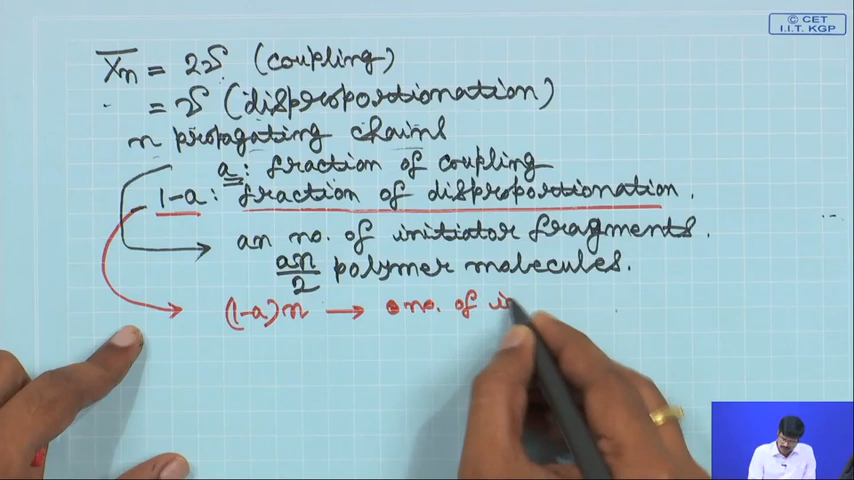 © CET
I.I.T. KGP
X̅n = 2ν (coupling)
= ν (disproportionation)
n propagating chains
a: fraction of coupling
1-a: fraction of disproportionation.
an no. of initiator fragments.
an/2 polymer molecules.
(1-a)n → no. of in